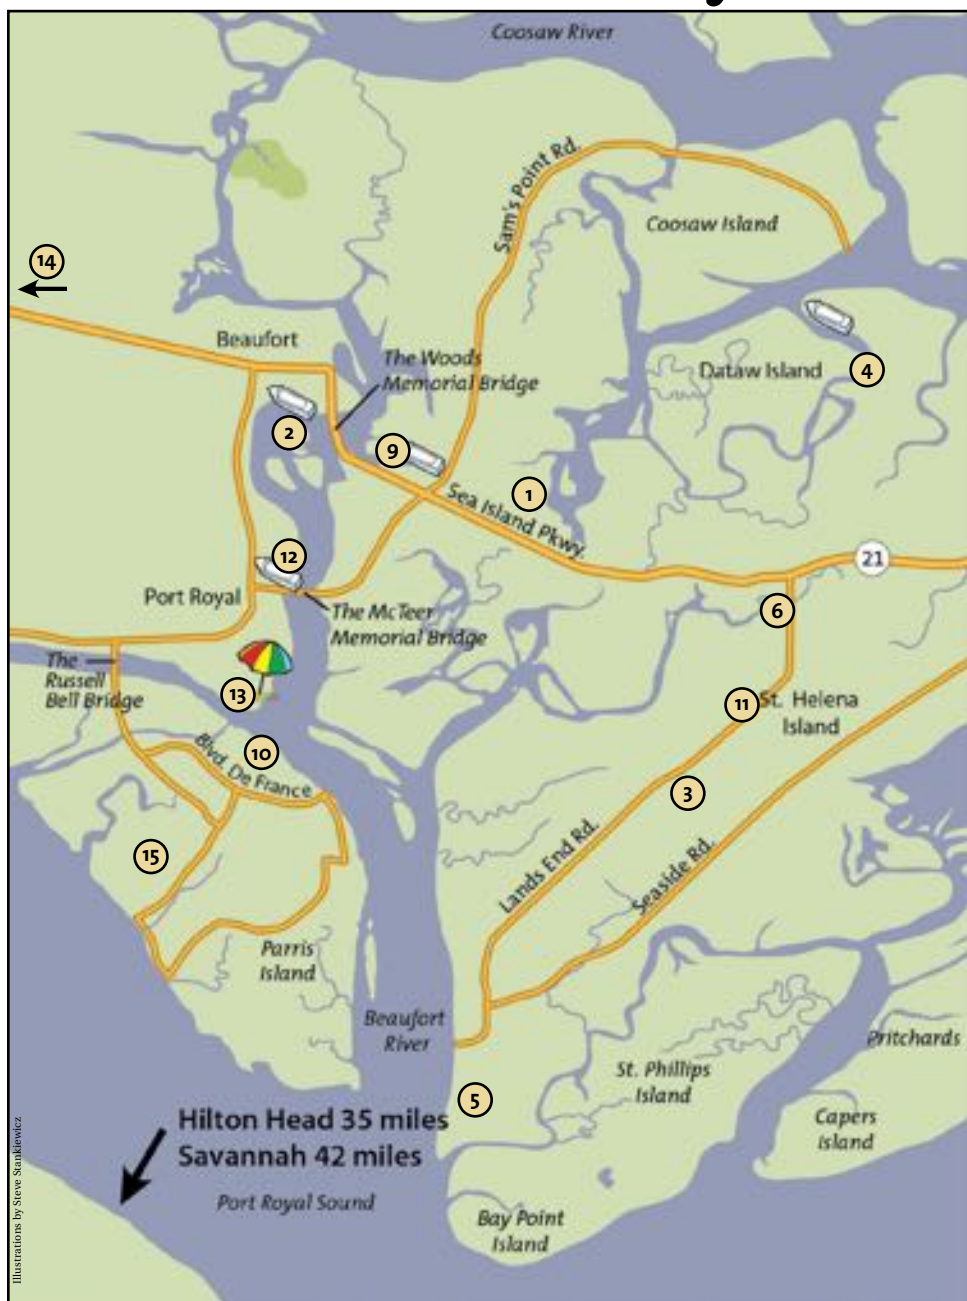 Coosaw River
Sam's Point Rd.
Coosaw Island
14
Beaufort
The Woods
Memorial Bridge
Dataw Island
4
2
9
1
Sea Island Pkwy.
21
12
Port Royal
The McTeer
Memorial Bridge
6
The
Russell
Bell Bridge
13
11
St. Helena
Island
10
Blvd. De France
3
15
Lands End Rd.
Seaside Rd.
Parris
Island
Beaufort
River
Pritchards
St. Phillips
Island
5
Capers
Island
Hilton Head 35 miles
Savannah 42 miles
Port Royal Sound
Bay Point
Island
Illustrations by Steve Stankiewicz